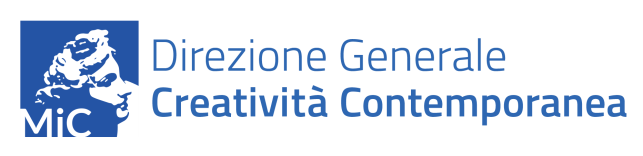 MiC
Direzione Generale
Creatività Contemporanea